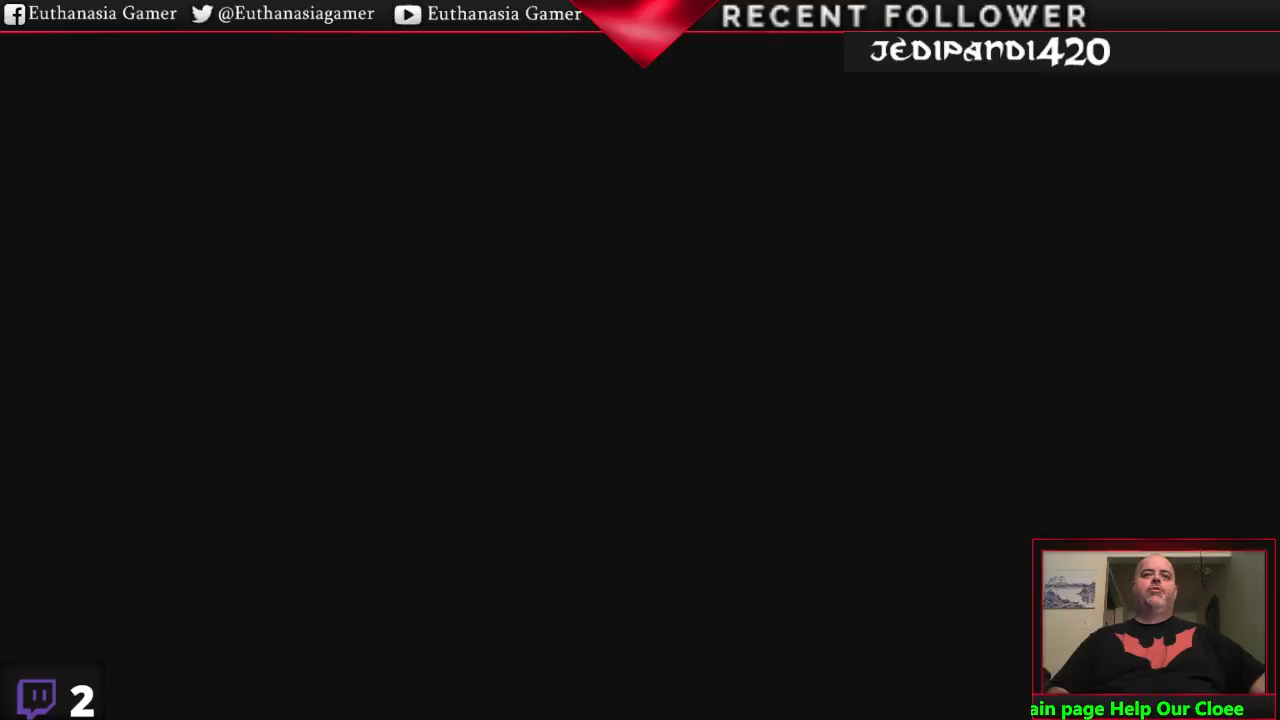 Euthanasia Gamer @Euthanasiagamer Euthanasia Gamer RECENT FOLLOWER
JEDIPANDI420
2
ain page Help Our Cloee